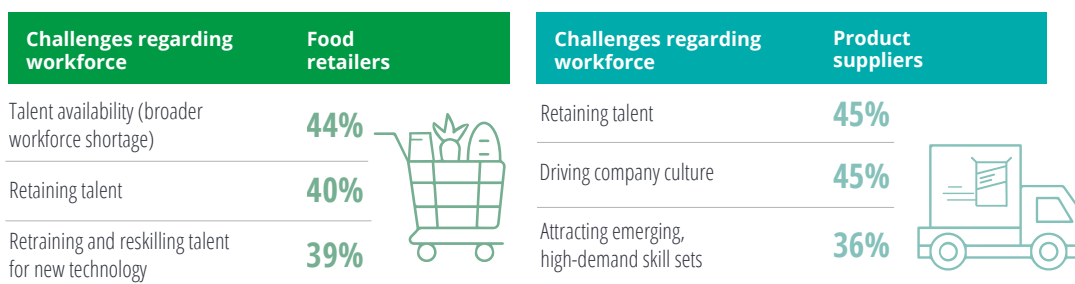 Challenges regarding
workforce
Food
retailers
Talent availability (broader
workforce shortage)
44%
Retaining talent
40%
Retraining and reskilling talent
for new technology
39%
Challenges regarding
workforce
Product
suppliers
Retaining talent
45%
Driving company culture
45%
Attracting emerging,
high-demand skill sets
36%